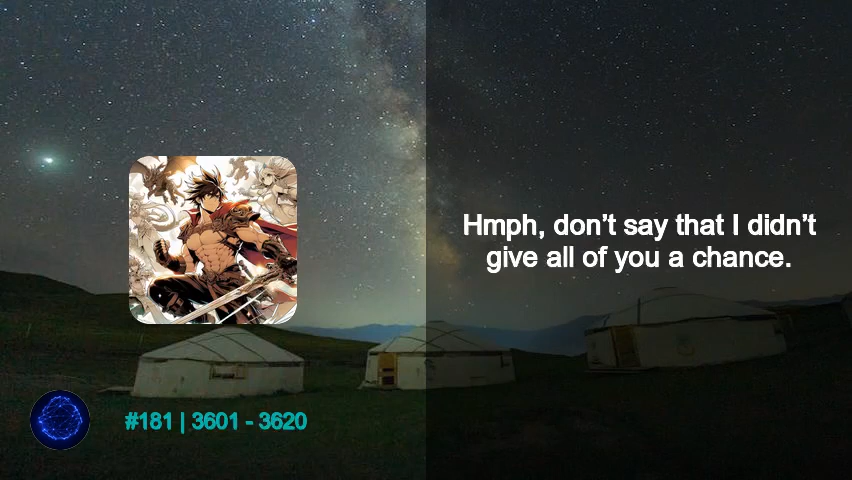 Hmph, don't say that I didn't
give all of you a chance.
#181 | 3601 - 3620